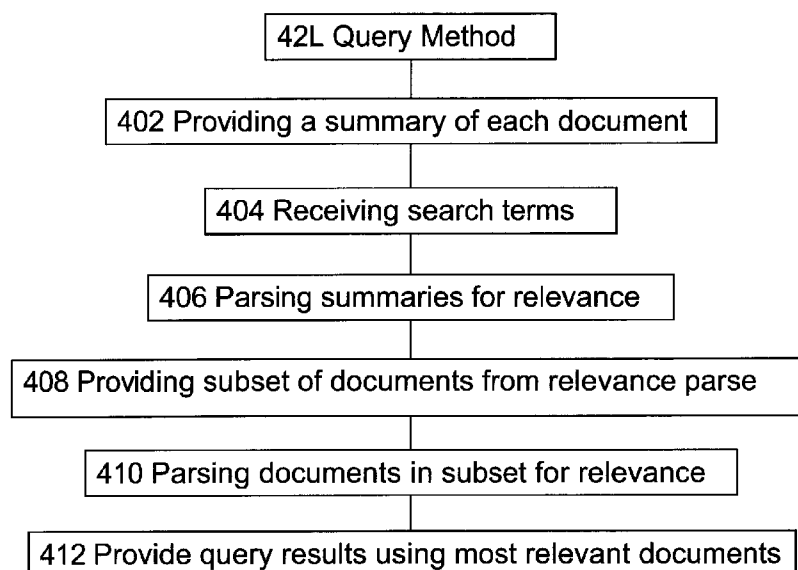 42L Query Method
402 Providing a summary of each document
404 Receiving search terms
406 Parsing summaries for relevance
408 Providing subset of documents from relevance parse
410 Parsing documents in subset for relevance
412 Provide query results using most relevant documents